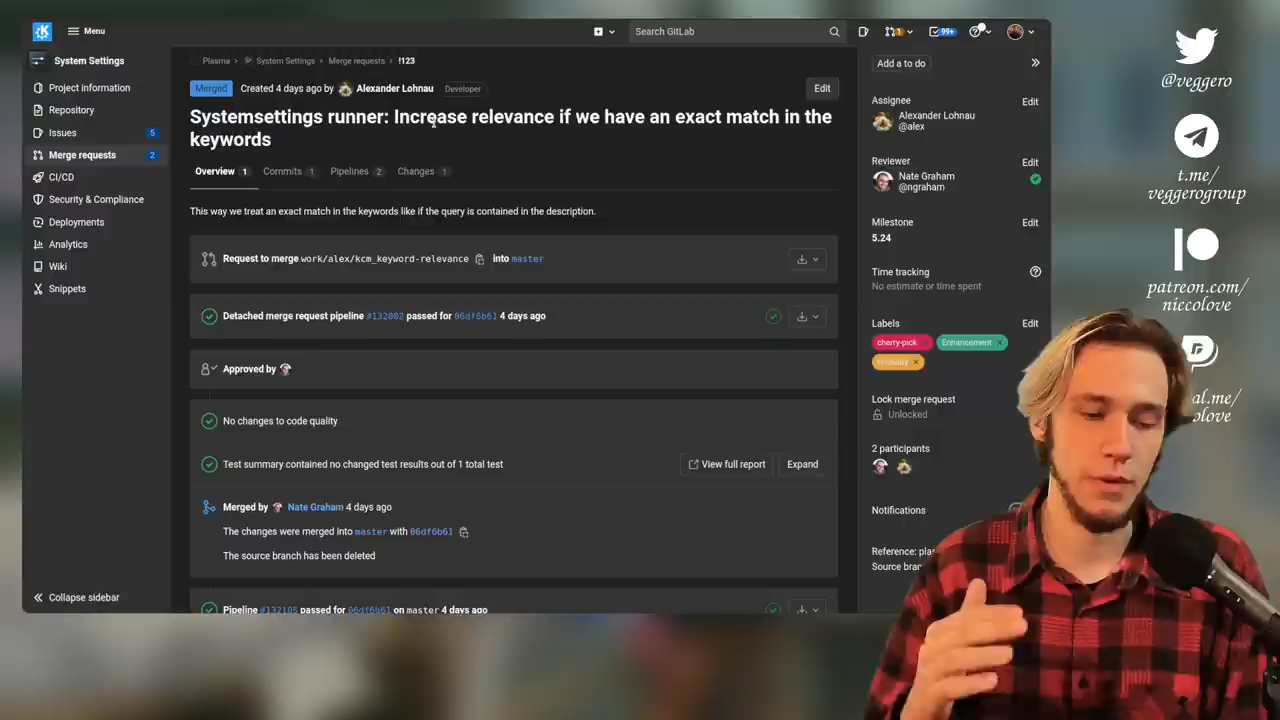 Menu
Search GitLab
1
99+
System Settings
Project information
Repository
Issues 5
Merge requests 2
CI/CD
Security & Compliance
Deployments
Analytics
Wiki
Snippets
Collapse sidebar
Plasma > System Settings > Merge requests > !123
Merged Created 4 days ago by Alexander Lohnau Developer
Edit
Systemsettings runner: Increase relevance if we have an exact match in the
keywords
Overview 1 Commits 1 Pipelines 2 Changes 1
This way we treat an exact match in the keywords like if the query is contained in the description.
Request to merge work/alex/kcm_keyword-relevance into master
Detached merge request pipeline #132002 passed for 06df6b61 4 days ago
Approved by
No changes to code quality
Test summary contained no changed test results out of 1 total test
View full report
Expand
Merged by Nate Graham 4 days ago
The changes were merged into master with 06df6b61
The source branch has been deleted
Pipeline #132105 passed for 06df6b61 on master 4 days ago
Add a to do
Assignee Edit
Alexander Lohnau
@alex
Reviewer Edit
Nate Graham
@ngraham
Milestone Edit
5.24
Time tracking
No estimate or time spent
Labels Edit
cherry-pick Enhancement
Lock merge request
Unlocked
2 participants
Notifications
Reference:
Source
@veggero
t.me/
veggerogroup
patreon.com/
niccolove